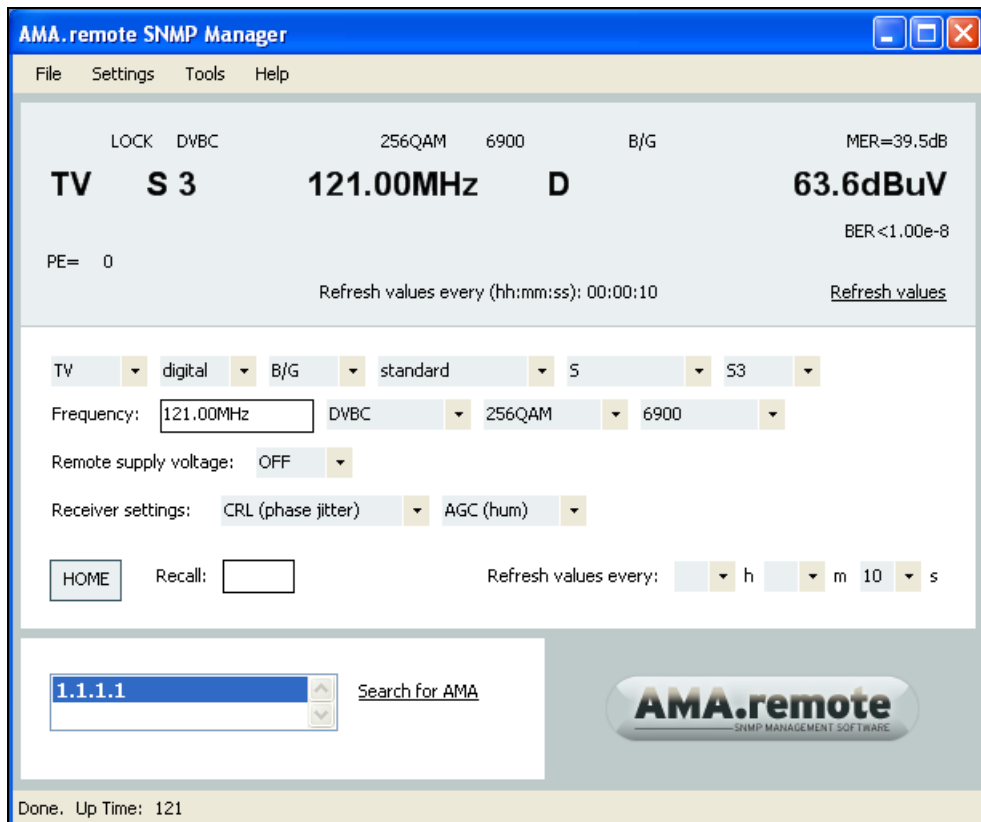 AMA.remote SNMP Manager
File Settings Tools Help
LOCK DVBC 256QAM 6900 B/G MER=39.5dB
TV S 3 121.00MHz D 63.6dBuV
BER<1.00e-8
PE= 0
Refresh values every (hh:mm:ss): 00:00:10 Refresh values
TV digital B/G standard S S3
Frequency: 121.00MHz DVBC 256QAM 6900
Remote supply voltage: OFF
Receiver settings: CRL (phase jitter) AGC (hum)
HOME Recall: Refresh values every: h m 10 s
1.1.1.1 Search for AMA
AMA.remote
SNMP MANAGEMENT SOFTWARE
Done. Up Time: 121